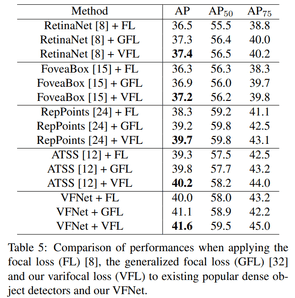 Method AP AP50 AP75
RetinaNet [8] + FL 36.5 55.5 38.8
RetinaNet [8] + GFL 37.3 56.4 40.0
RetinaNet [8] + VFL 37.4 56.5 40.2
FoveaBox [15] + FL 36.3 56.3 38.3
FoveaBox [15] + GFL 36.9 56.0 39.7
FoveaBox [15] + VFL 37.2 56.2 39.8
RepPoints [24] + FL 38.3 59.2 41.1
RepPoints [24] + GFL 39.2 59.8 42.5
RepPoints [24] + VFL 39.7 59.8 43.1
ATSS [12] + FL 39.3 57.5 42.5
ATSS [12] + GFL 39.8 57.7 43.2
ATSS [12] + VFL 40.2 58.2 44.0
VFNet + FL 40.0 58.0 43.2
VFNet + GFL 41.1 58.9 42.2
VFNet + VFL 41.6 59.5 45.0
Table 5: Comparison of performances when applying the
focal loss (FL) [8], the generalized focal loss (GFL) [32]
and our varifocal loss (VFL) to existing popular dense ob-
ject detectors and our VFNet.